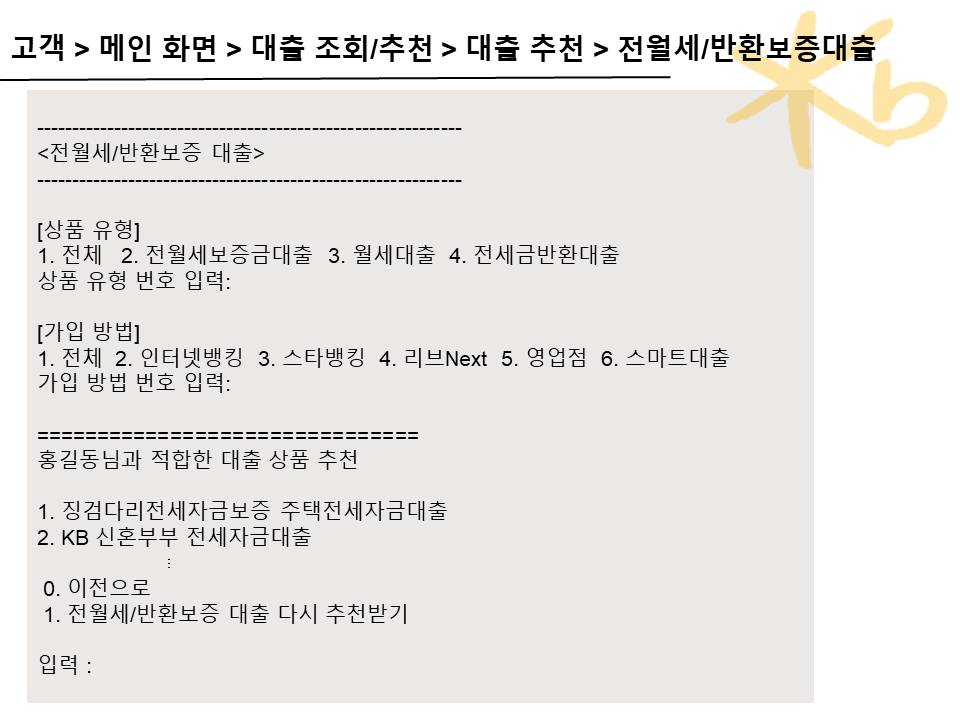 고객 > 메인 화면 > 대출 조회/추천 > 대출 추천 > 전월세/반환보증대출
Kb
-------------------------------------------------------------
<전월세/반환보증 대출>
-------------------------------------------------------------
[상품 유형]
1. 전체 2. 전월세보증금대출 3. 월세대출 4. 전세금반환대출
상품 유형 번호 입력:
[가입 방법]
1. 전체 2. 인터넷뱅킹 3. 스타뱅킹 4. 리브Next 5. 영업점 6. 스마트대출
가입 방법 번호 입력:
================================
홍길동님과 적합한 대출 상품 추천
1. 징검다리전세자금보증 주택전세자금대출
2. KB 신혼부부 전세자금대출
⋮
0. 이전으로
1. 전월세/반환보증 대출 다시 추천받기
입력 :